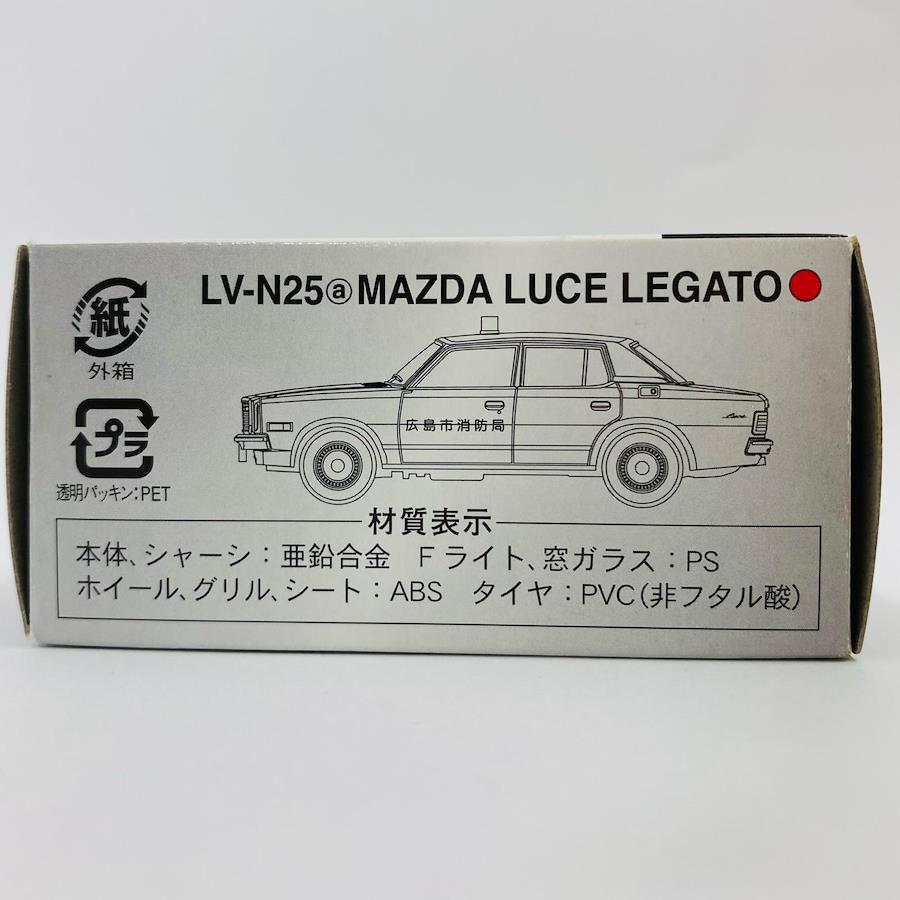 LV-N25ⓐMAZDA LUCE LEGATO
紙
外箱
プラ
透明パッキン:PET
広島市消防局
Luce
材質表示
本体、シャーシ:亜鉛合金 Fライト、窓ガラス:PS
ホイール、グリル、シート:ABS タイヤ:PVC(非フタル酸)